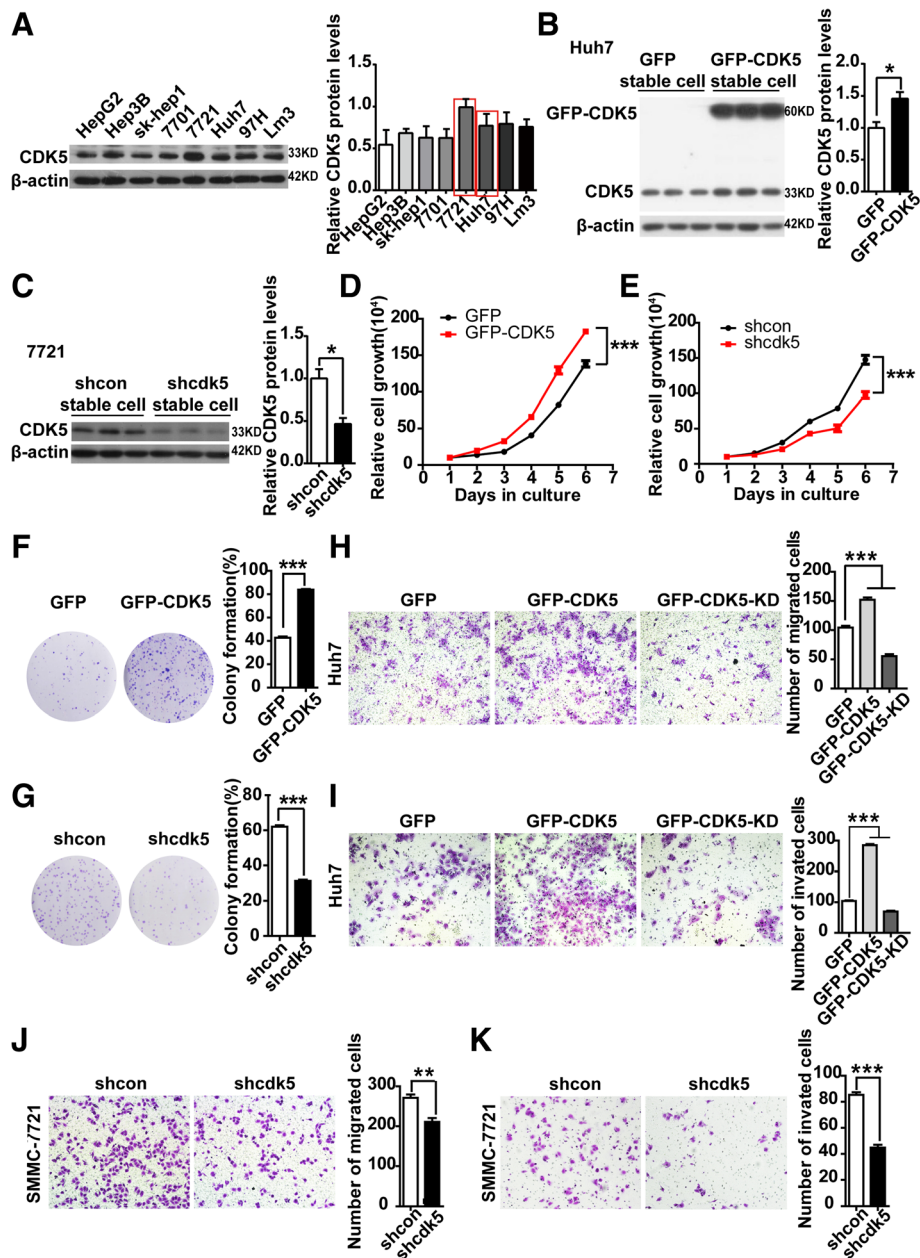 A
HepG2
Hep3B
sk-hep1
7701
7721
Huh7
97H
Lm3
CDK5
33KD
β-actin
42KD
Relative CDK5 protein levels
1.5
1.0
0.5
0.0
HepG2
Hep3B
sk-hep1
7701
7721
Huh7
97H
Lm3
B
Huh7
GFP
stable cell
GFP-CDK5
stable cell
GFP-CDK5
60KD
CDK5
33KD
β-actin
42KD
Relative CDK5 protein levels
2.0
1.5
1.0
0.5
0.0
*
GFP
GFP-CDK5
C
7721
shcon
stable cell
shcdk5
stable cell
CDK5
33KD
β-actin
42KD
Relative CDK5 protein levels
1.5
1.0
0.5
0.0
*
shcon
shcdk5
D
GFP
GFP-CDK5
Relative cell growth(10⁴)
200
150
100
50
0
***
0 1 2 3 4 5 6 7
Days in culture
E
shcon
shcdk5
Relative cell growth(10⁴)
200
150
100
50
0
***
0 1 2 3 4 5 6 7
Days in culture
F
GFP
GFP-CDK5
Colony formation(%)
100
80
60
40
20
0
***
GFP
GFP-CDK5
H
GFP
GFP-CDK5
GFP-CDK5-KD
Huh7
Number of migrated cells
200
150
100
50
0
***
GFP
GFP-CDK5
GFP-CDK5-KD
G
shcon
shcdk5
Colony formation(%)
80
60
40
20
0
***
shcon
shcdk5
I
GFP
GFP-CDK5
GFP-CDK5-KD
Huh7
Number of invated cells
300
200
100
0
***
GFP
GFP-CDK5
GFP-CDK5-KD
J
shcon
shcdk5
SMMC-7721
Number of migrated cells
300
200
0
**
shcon
shcdk5
K
shcon
shcdk5
SMMC-7721
Number of invated cells
100
80
60
40
20
0
***
shcon
shcdk5